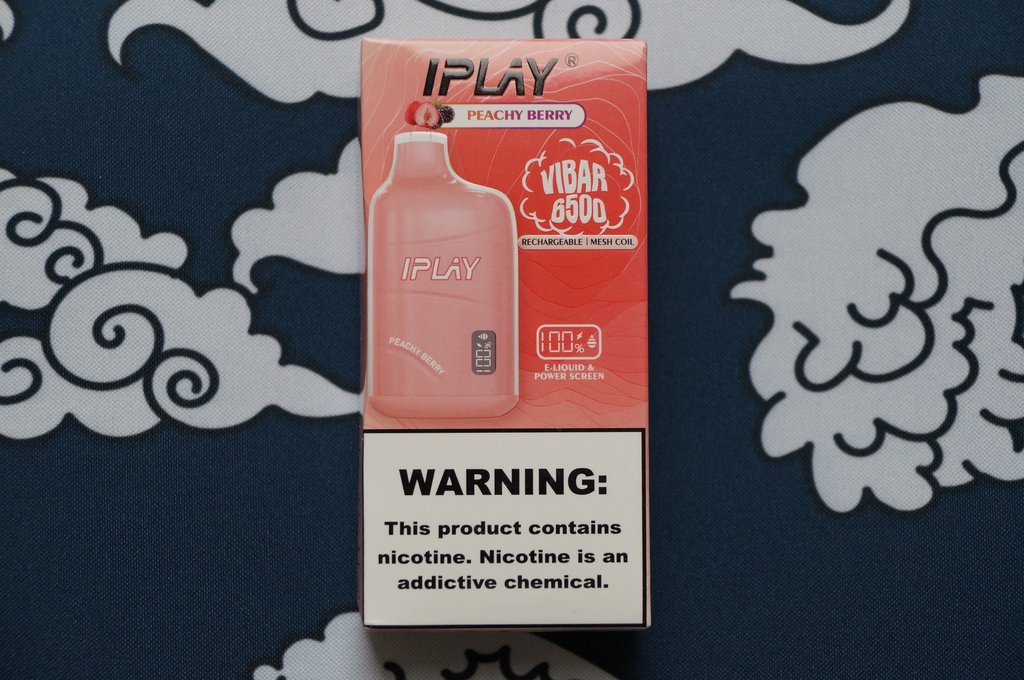 IPLAY®
PEACHY BERRY
VIBAR
6500
RECHARGEABLE | MESH COIL
IPLAY
PEACHY BERRY
100%
100%
E-LIQUID &
POWER SCREEN
WARNING:
This product contains
nicotine. Nicotine is an
addictive chemical.